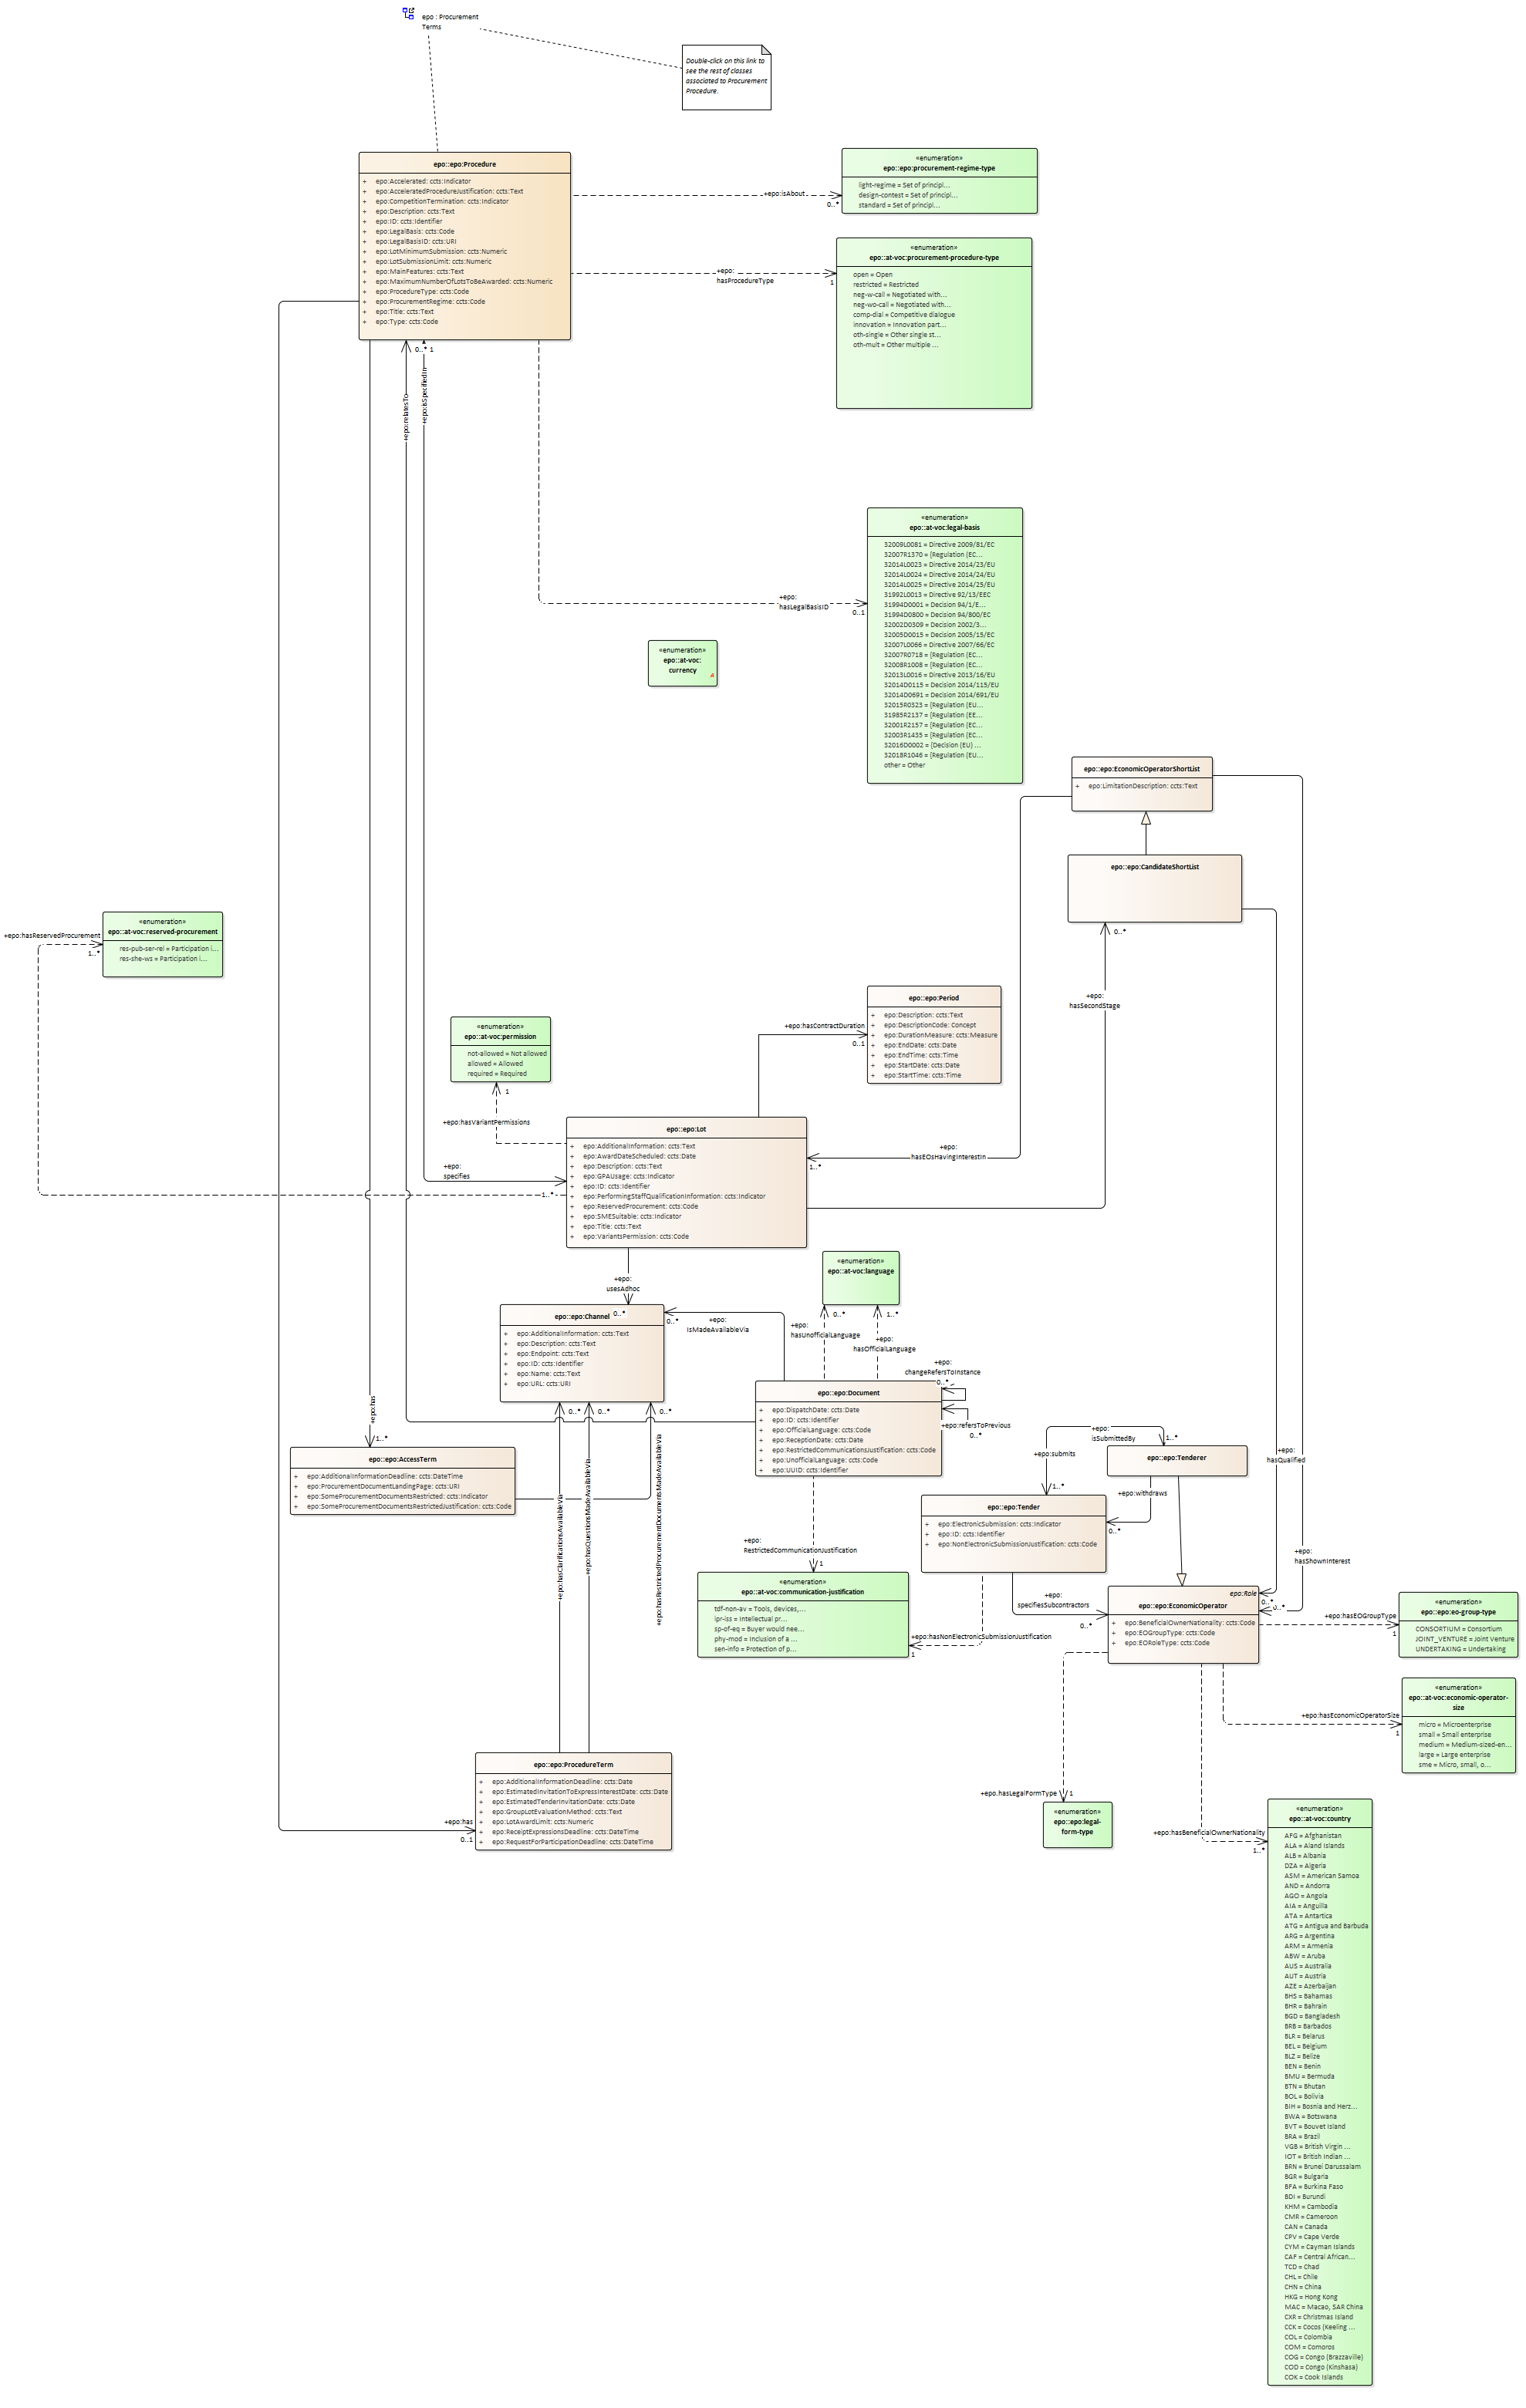 epo : Procurement
Terms
Double-click on this link to
see the rest of classes
associated to Procurement
Procedure.
epo::epo:Procedure
+ epo:Accelerated: ccts:Indicator
+ epo:AcceleratedProcedureJustification: ccts:Text
+ epo:CompetitionTermination: ccts:Indicator
+ epo:Description: ccts:Text
+ epo:ID: ccts:Identifier
+ epo:LegalBasis: ccts:Code
+ epo:LegalBasisID: ccts:URI
+ epo:LotMinimumSubmission: ccts:Numeric
+ epo:LotSubmissionLimit: ccts:Numeric
+ epo:MainFeatures: ccts:Text
+ epo:MaximumNumberOfLotsToBeAwarded: ccts:Numeric
+ epo:ProcedureType: ccts:Code
+ epo:ProcurementRegime: ccts:Code
+ epo:Title: ccts:Text
+ epo:Type: ccts:Code
«enumeration»
epo::epo:procurement-regime-type
light-regime = Set of principl...
design-contest = Set of principl...
standard = Set of principl...
+epo:isAbout
0..*
«enumeration»
epo::at-voc:procurement-procedure-type
open = Open
restricted = Restricted
neg-w-call = Negotiated with...
neg-wo-call = Negotiated with...
comp-dial = Competitive dialogue
innovation = Innovation part...
oth-single = Other single st...
oth-mult = Other multiple ...
+epo:
hasProcedureType
1
0..* 1
+epo:relatesTo
+epo:isSpecifiedIn
«enumeration»
epo::at-voc:legal-basis
32009L0081 = Directive 2009/81/EC
32007R1370 = {Regulation (EC...
32014L0023 = Directive 2014/23/EU
32014L0024 = Directive 2014/24/EU
32014L0025 = Directive 2014/25/EU
31992L0013 = Directive 92/13/EEC
31994D0001 = Decision 94/1/E...
31994D0800 = Decision 94/800/EC
32002D0309 = Decision 2002/3...
32005D0015 = Decision 2005/15/EC
32007L0066 = Directive 2007/66/EC
32007R0718 = {Regulation (EC...
32008R1008 = {Regulation (EC...
32013L0016 = Directive 2013/16/EU
32014D0115 = Decision 2014/115/EU
32014D0691 = Decision 2014/691/EU
32015R0323 = {Regulation (EU...
31985R2137 = {Regulation (EE...
32001R2157 = {Regulation (EC...
32003R1435 = {Regulation (EC...
32016D0002 = {Decision (EU) ...
32018R1046 = {Regulation (EU...
other = Other
+epo:
hasLegalBasisID
0..1
«enumeration»
epo::at-voc:
currency
epo::epo:EconomicOperatorShortList
+ epo:LimitationDescription: ccts:Text
epo::epo:CandidateShortList
0..*
«enumeration»
epo::at-voc:reserved-procurement
res-pub-ser-rel = Participation i...
res-she-ws = Participation i...
+epo:hasReservedProcurement
1..*
+epo:
hasSecondStage
epo::epo:Period
+ epo:Description: ccts:Text
+ epo:DescriptionCode: Concept
+ epo:DurationMeasure: ccts:Measure
+ epo:EndDate: ccts:Date
+ epo:EndTime: ccts:Time
+ epo:StartDate: ccts:Date
+ epo:StartTime: ccts:Time
+epo:hasContractDuration
0..1
«enumeration»
epo::at-voc:permission
not-allowed = Not allowed
allowed = Allowed
required = Required
1
+epo:hasVariantPermissions
epo::epo:Lot
+ epo:AdditionalInformation: ccts:Text
+ epo:AwardDateScheduled: ccts:Date
+ epo:Description: ccts:Text
+ epo:GPAUsage: ccts:Indicator
+ epo:ID: ccts:Identifier
+ epo:PerformingStaffQualificationInformation: ccts:Indicator
+ epo:ReservedProcurement: ccts:Code
+ epo:SMESuitable: ccts:Indicator
+ epo:Title: ccts:Text
+ epo:VariantsPermission: ccts:Code
+epo:
hasEOsHavingInterestIn
1..*
+epo:
specifies
1..*
+epo:
usesAdhoc
0..*
«enumeration»
epo::at-voc:language
0..*
1..*
+epo:
hasUnofficialLanguage
+epo:
hasOfficialLanguage
epo::epo:Channel
+ epo:AdditionalInformation: ccts:Text
+ epo:Description: ccts:Text
+ epo:Endpoint: ccts:Text
+ epo:ID: ccts:Identifier
+ epo:Name: ccts:Text
+ epo:URL: ccts:URI
0..*
+epo:
IsMadeAvailableVia
0..* 0..* 0..*
+epo:
changeRefersToInstance
0..*
epo::epo:Document
+ epo:DispatchDate: ccts:Date
+ epo:ID: ccts:Identifier
+ epo:OfficialLanguage: ccts:Code
+ epo:ReceptionDate: ccts:Date
+ epo:RestrictedCommunicationsJustification: ccts:Code
+ epo:UnofficialLanguage: ccts:Code
+ epo:UUID: ccts:Identifier
+epo:refersToPrevious
0..*
+epo:has
1..*
epo::epo:AccessTerm
+ epo:AdditionalInformationDeadline: ccts:DateTime
+ epo:ProcurementDocumentLandingPage: ccts:URI
+ epo:SomeProcurementDocumentsRestricted: ccts:Indicator
+ epo:SomeProcurementDocumentsRestrictedJustification: ccts:Code
+epo:hasClarificationsAvailableVia
+epo:hasQuestionsMadeAvailableVia
+epo:hasRestrictedProcurementDocumentsMadeAvailableVia
+epo:
isSubmittedBy
1..*
+epo:submits
1..*
epo::epo:Tenderer
+epo:withdraws
0..*
+epo:
hasQualified
epo::epo:Tender
+ epo:ElectronicSubmission: ccts:Indicator
+ epo:ID: ccts:Identifier
+ epo:NonElectronicSubmissionJustification: ccts:Code
+epo:
hasShownInterest
+epo:
RestrictedCommunicationJustification
1
«enumeration»
epo::at-voc:communication-justification
tdf-non-av = Tools, devices,...
ipr-iss = Intellectual pr...
sp-of-eq = Buyer would nee...
phy-mod = Inclusion of a ...
sen-info = Protection of p...
+epo:
specifiesSubcontractors
0..*
+epo:hasNonElectronicSubmissionJustification
1
epo:Role
epo::epo:EconomicOperator
+ epo:BeneficialOwnerNationality: ccts:Code
+ epo:EOGroupType: ccts:Code
+ epo:EORoleType: ccts:Code
0..*
0..*
+epo:hasEOGroupType
1
«enumeration»
epo::epo:eo-group-type
CONSORTIUM = Consortium
JOINT_VENTURE = Joint Venture
UNDERTAKING = Undertaking
«enumeration»
epo::at-voc:economic-operator-
size
micro = Microenterprise
small = Small enterprise
medium = Medium-sized-en...
large = Large enterprise
sme = Micro, small, o...
+epo:hasEconomicOperatorSize
1
epo::epo:ProcedureTerm
+ epo:AdditionalInformationDeadline: ccts:Date
+ epo:EstimatedInvitationToExpressInterestDate: ccts:Date
+ epo:EstimatedTenderInvitationDate: ccts:Date
+ epo:GroupLotEvaluationMethod: ccts:Text
+ epo:LotAwardLimit: ccts:Numeric
+ epo:ReceiptExpressionsDeadline: ccts:DateTime
+ epo:RequestForParticipationDeadline: ccts:DateTime
+epo:has
0..1
+epo.hasLegalFormType
1
«enumeration»
epo::epo:legal-
form-type
+epo:hasBeneficialOwnerNationality
1..*
«enumeration»
epo::at-voc:country
AFG = Afghanistan
ALA = Aland Islands
ALB = Albania
DZA = Algeria
ASM = American Samoa
AND = Andorra
AGO = Angola
AIA = Anguilla
ATA = Antartica
ATG = Antigua and Barbuda
ARG = Argentina
ARM = Armenia
ABW = Aruba
AUS = Australia
AUT = Austria
AZE = Azerbaijan
BHS = Bahamas
BHR = Bahrain
BGD = Bangladesh
BRB = Barbados
BLR = Belarus
BEL = Belgium
BLZ = Belize
BEN = Benin
BMU = Bermuda
BTN = Bhutan
BOL = Bolivia
BIH = Bosnia and Herz...
BWA = Botswana
BVT = Bouvet Island
BRA = Brazil
VGB = British Virgin ...
IOT = British Indian ...
BRN = Brunei Darussalam
BGR = Bulgaria
BFA = Burkina Faso
BDI = Burundi
KHM = Cambodia
CMR = Cameroon
CAN = Canada
CPV = Cape Verde
CYM = Cayman Islands
CAF = Central African...
TCD = Chad
CHL = Chile
CHN = China
HKG = Hong Kong
MAC = Macao, SAR China
CXR = Christmas Island
CCK = Cocos (Keeling ...
COL = Colombia
COM = Comoros
COG = Congo (Brazzaville)
COD = Congo (Kinshasa)
COK = Cook Islands